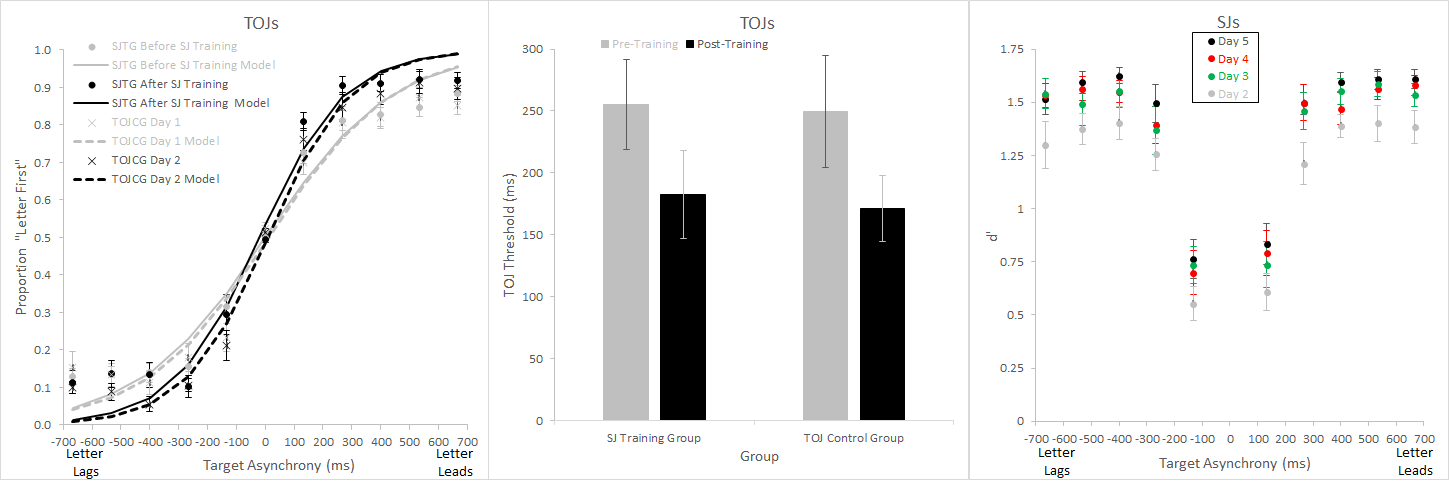 TOJs
SJTG Before SJ Training
SJTG Before SJ Training Model
SJTG After SJ Training
SJTG After SJ Training Model
TOJCG Day 1
TOJCG Day 1 Model
TOJCG Day 2
TOJCG Day 2 Model
Proportion "Letter First"
1.0
0.9
0.8
0.7
0.6
0.5
0.4
0.3
0.2
0.1
0.0
-700 -600 -500 -400 -300 -200 -100 0 100 200 300 400 500 600 700
Letter
Lags
Target Asynchrony (ms)
Letter
Leads
TOJs
Pre-Training Post-Training
TOJ Threshold (ms)
300
250
200
150
100
50
0
SJ Training Group TOJ Control Group
Group
SJs
Day 5
Day 4
Day 3
Day 2
d'
1.75
1.5
1.25
1
0.75
0.5
0.25
0
-700 -600 -500 -400 -300 -200 -100 0 100 200 300 400 500 600 700
Letter
Lags
Target Asynchrony (ms)
Letter
Leads